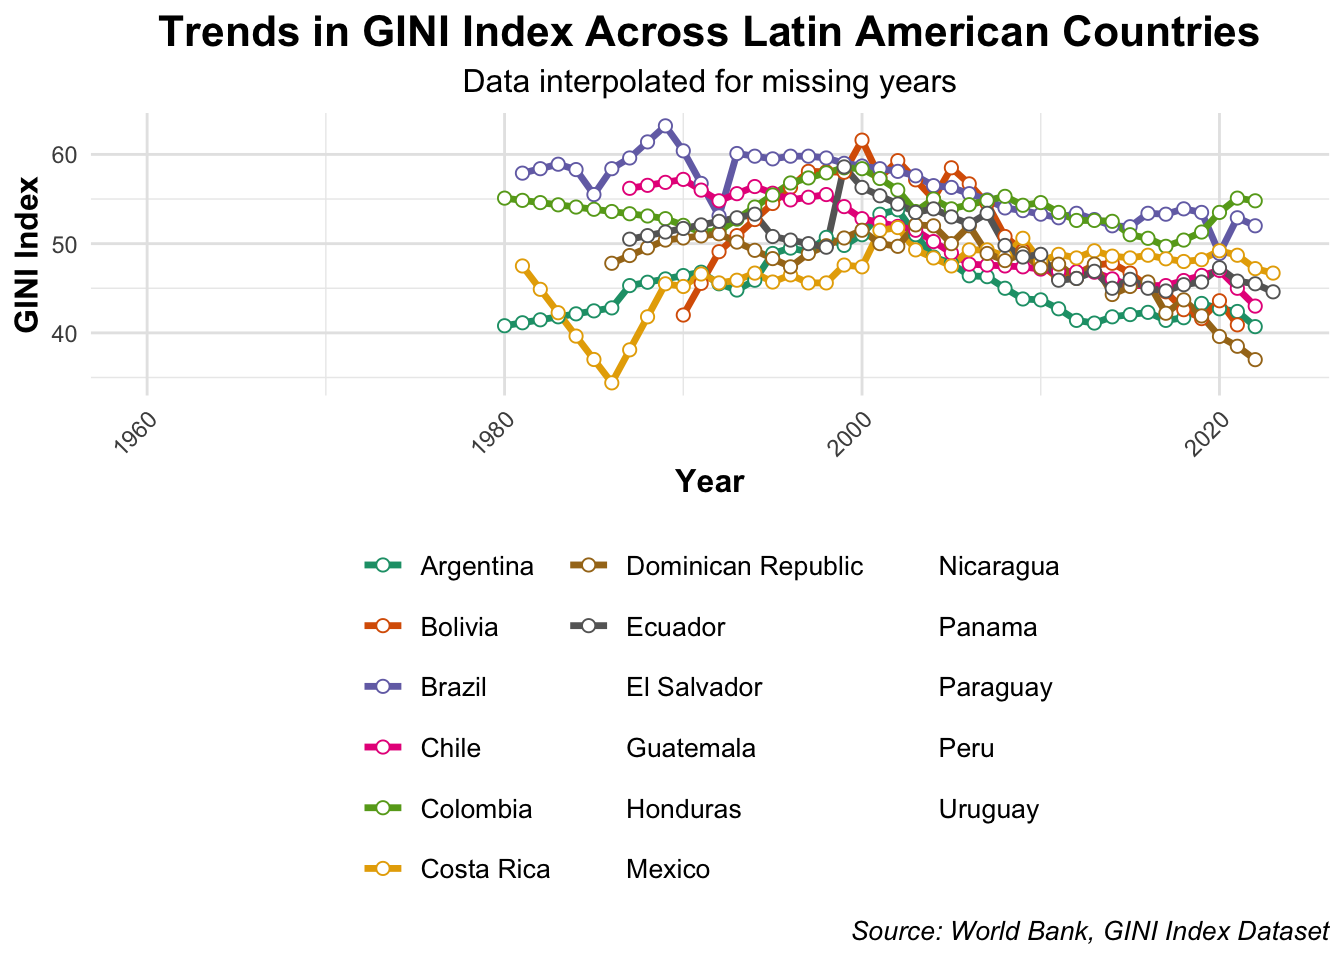 Trends in GINI Index Across Latin American Countries
Data interpolated for missing years
GINI Index
60
50
40
1960
1980
2000
2020
Year
Argentina
Bolivia
Brazil
Chile
Colombia
Costa Rica
Dominican Republic
Ecuador
El Salvador
Guatemala
Honduras
Mexico
Nicaragua
Panama
Paraguay
Peru
Uruguay
Source: World Bank, GINI Index Dataset